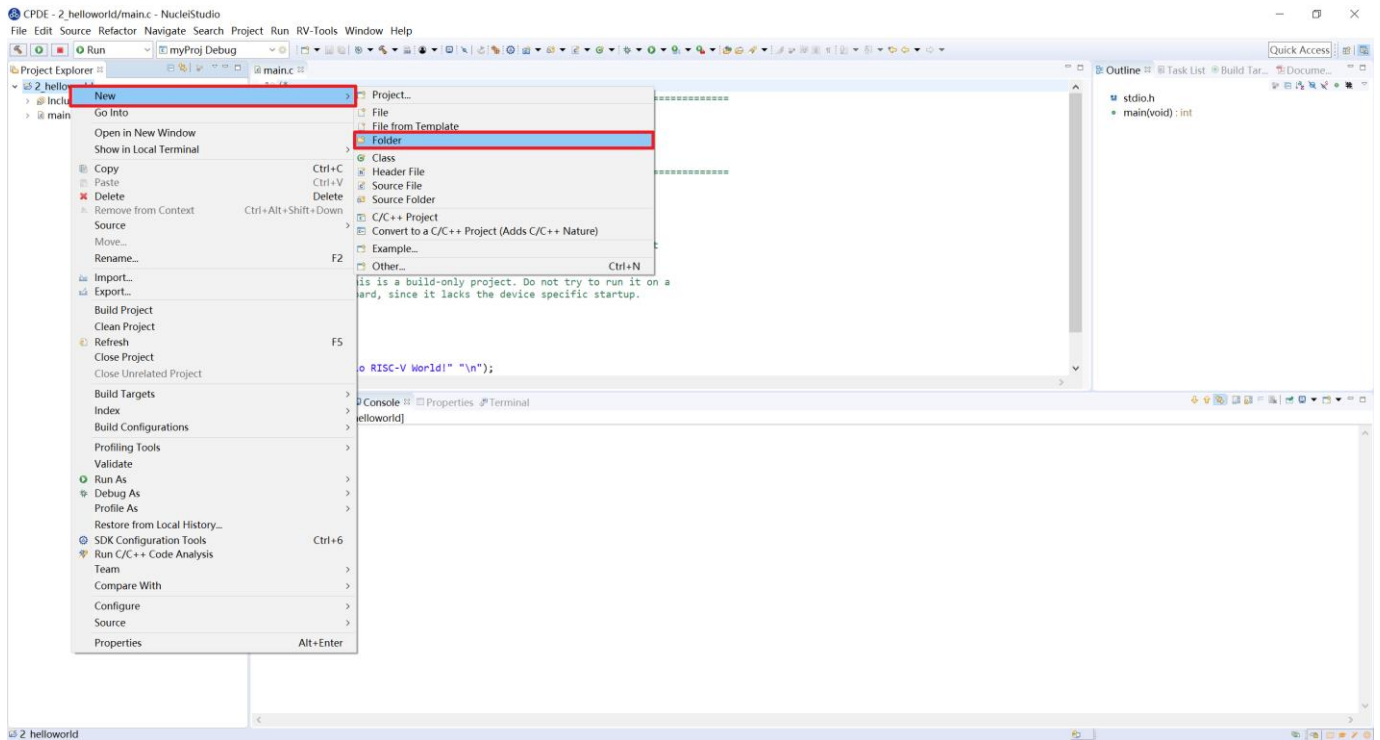 CPDE - 2_helloworld/main.c - NucleiStudio
File Edit Source Refactor Navigate Search Project Run RV-Tools Window Help
Run myProj Debug Quick Access
Project Explorer main.c Outline Task List Build Tar... Docume...
2_hellow
Inclu
main
stdio.h
main(void) : int
New
Go Into
Open in New Window
Show in Local Terminal
Copy Ctrl+C
Paste Ctrl+V
Delete Delete
Remove from Context Ctrl+Alt+Shift+Down
Source
Move...
Rename... F2
Import...
Export...
Build Project
Clean Project
Refresh F5
Close Project
Close Unrelated Project
Build Targets
Index
Build Configurations
Profiling Tools
Validate
Run As
Debug As
Profile As
Restore from Local History...
SDK Configuration Tools Ctrl+6
Run C/C++ Code Analysis
Team
Compare With
Configure
Source
Properties Alt+Enter
Project...
File
File from Template
Folder
Class
Header File
Source File
Source Folder
C/C++ Project
Convert to a C/C++ Project (Adds C/C++ Nature)
Example...
Other... Ctrl+N
=============
=============
is is a build-only project. Do not try to run it on a
ard, since it lacks the device specific startup.
o RISC-V World!" "\n");
Console Properties Terminal
elloworld]
2_helloworld